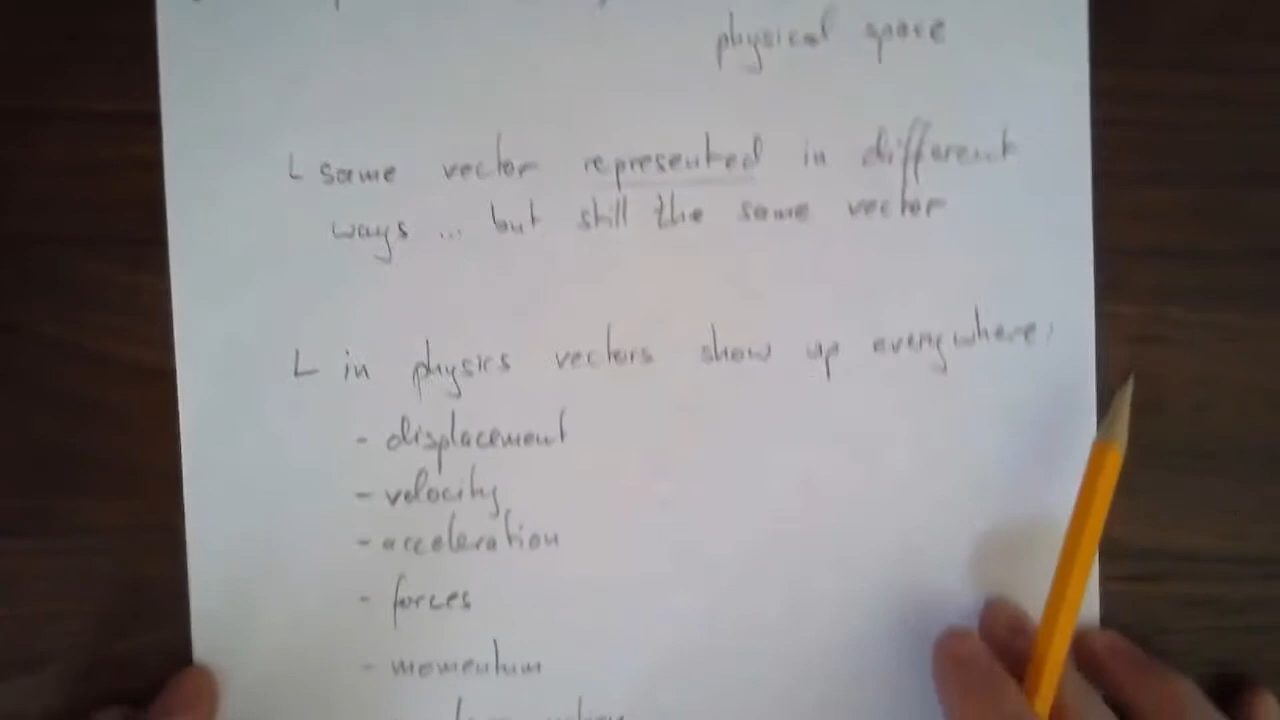 physical space
└ same vector represented in different
ways ... but still the same vector
└ in physics vectors show up everywhere:
- displacement
- velocity
- acceleration
- forces
- momentum